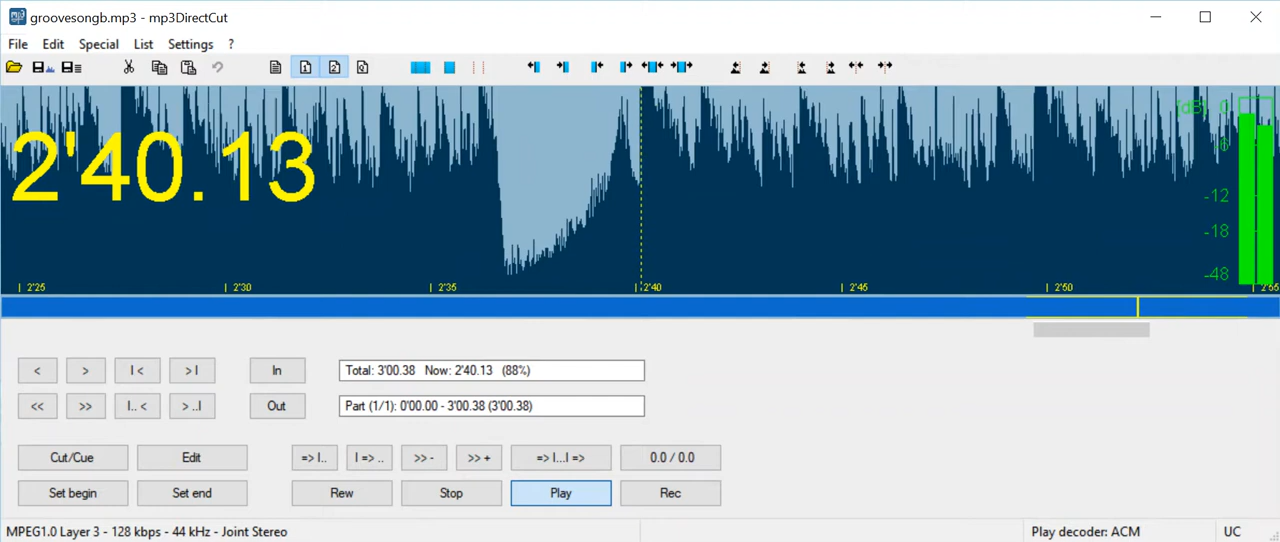 groovesongb.mp3 - mp3DirectCut
File Edit Special List Settings ?
2'40.13
[dB] 0
-6
-12
-18
-48
2'25 2'30 2'35 2'40 2'45 2'50 2'55
< > I < > I In Total: 3'00.38 Now: 2'40.13 (88%)
<< >> I.. < > ..I Out Part (1/1): 0'00.00 - 3'00.38 (3'00.38)
Cut/Cue Edit => I.. I => .. >> - >> + => I...I => 0.0 / 0.0
Set begin Set end Rew Stop Play Rec
MPEG1.0 Layer 3 - 128 kbps - 44 kHz - Joint Stereo Play decoder: ACM UC